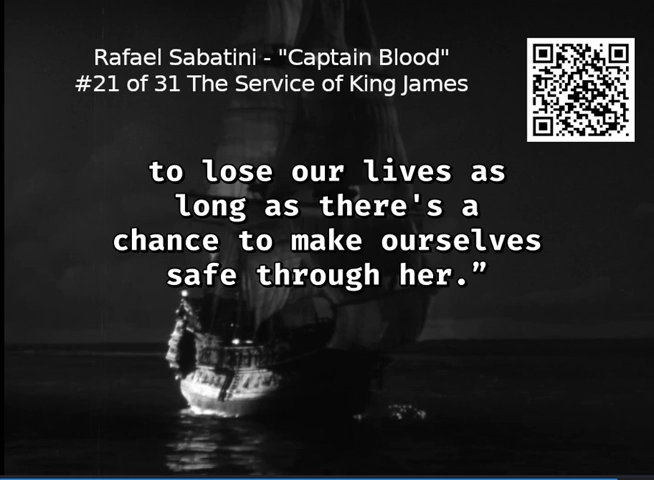 Rafael Sabatini - "Captain Blood"
#21 of 31 The Service of King James
to lose our lives as
long as there's a
chance to make ourselves
safe through her.”